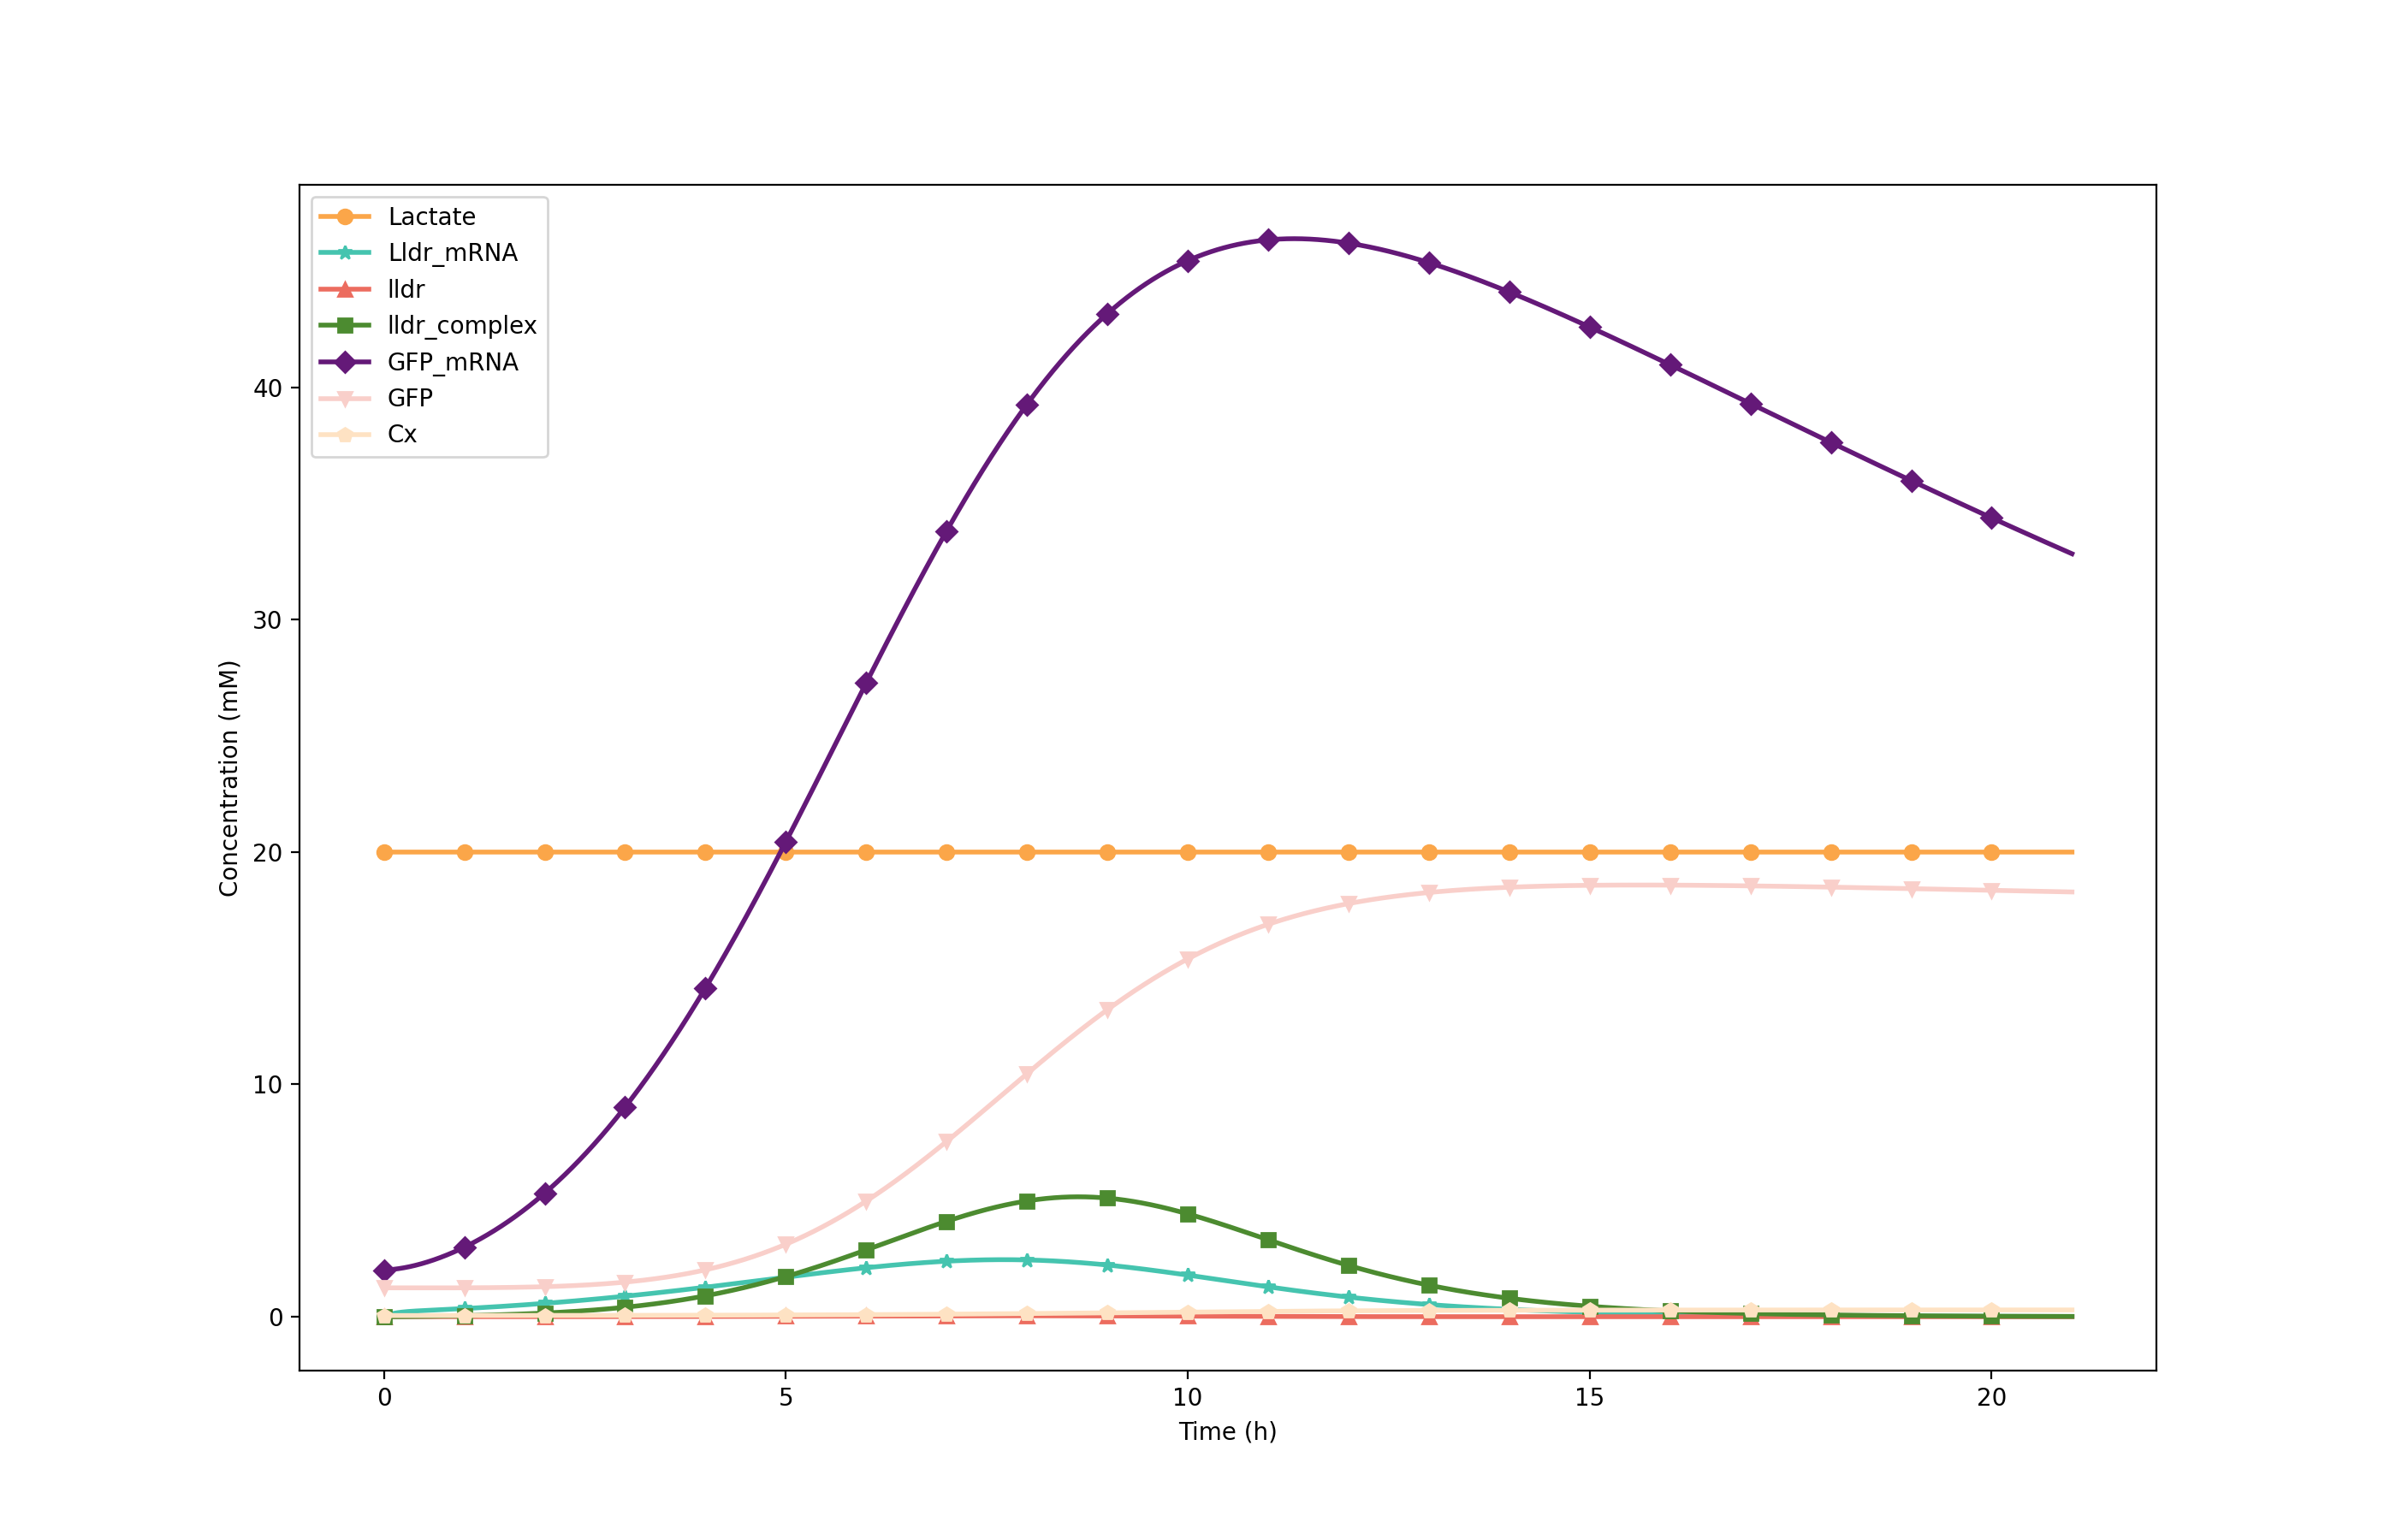 Lactate
Lldr_mRNA
lldr
lldr_complex
GFP_mRNA
GFP
Cx
40
30
20
10
0
Concentration (mM)
0 5 10 15 20
Time (h)